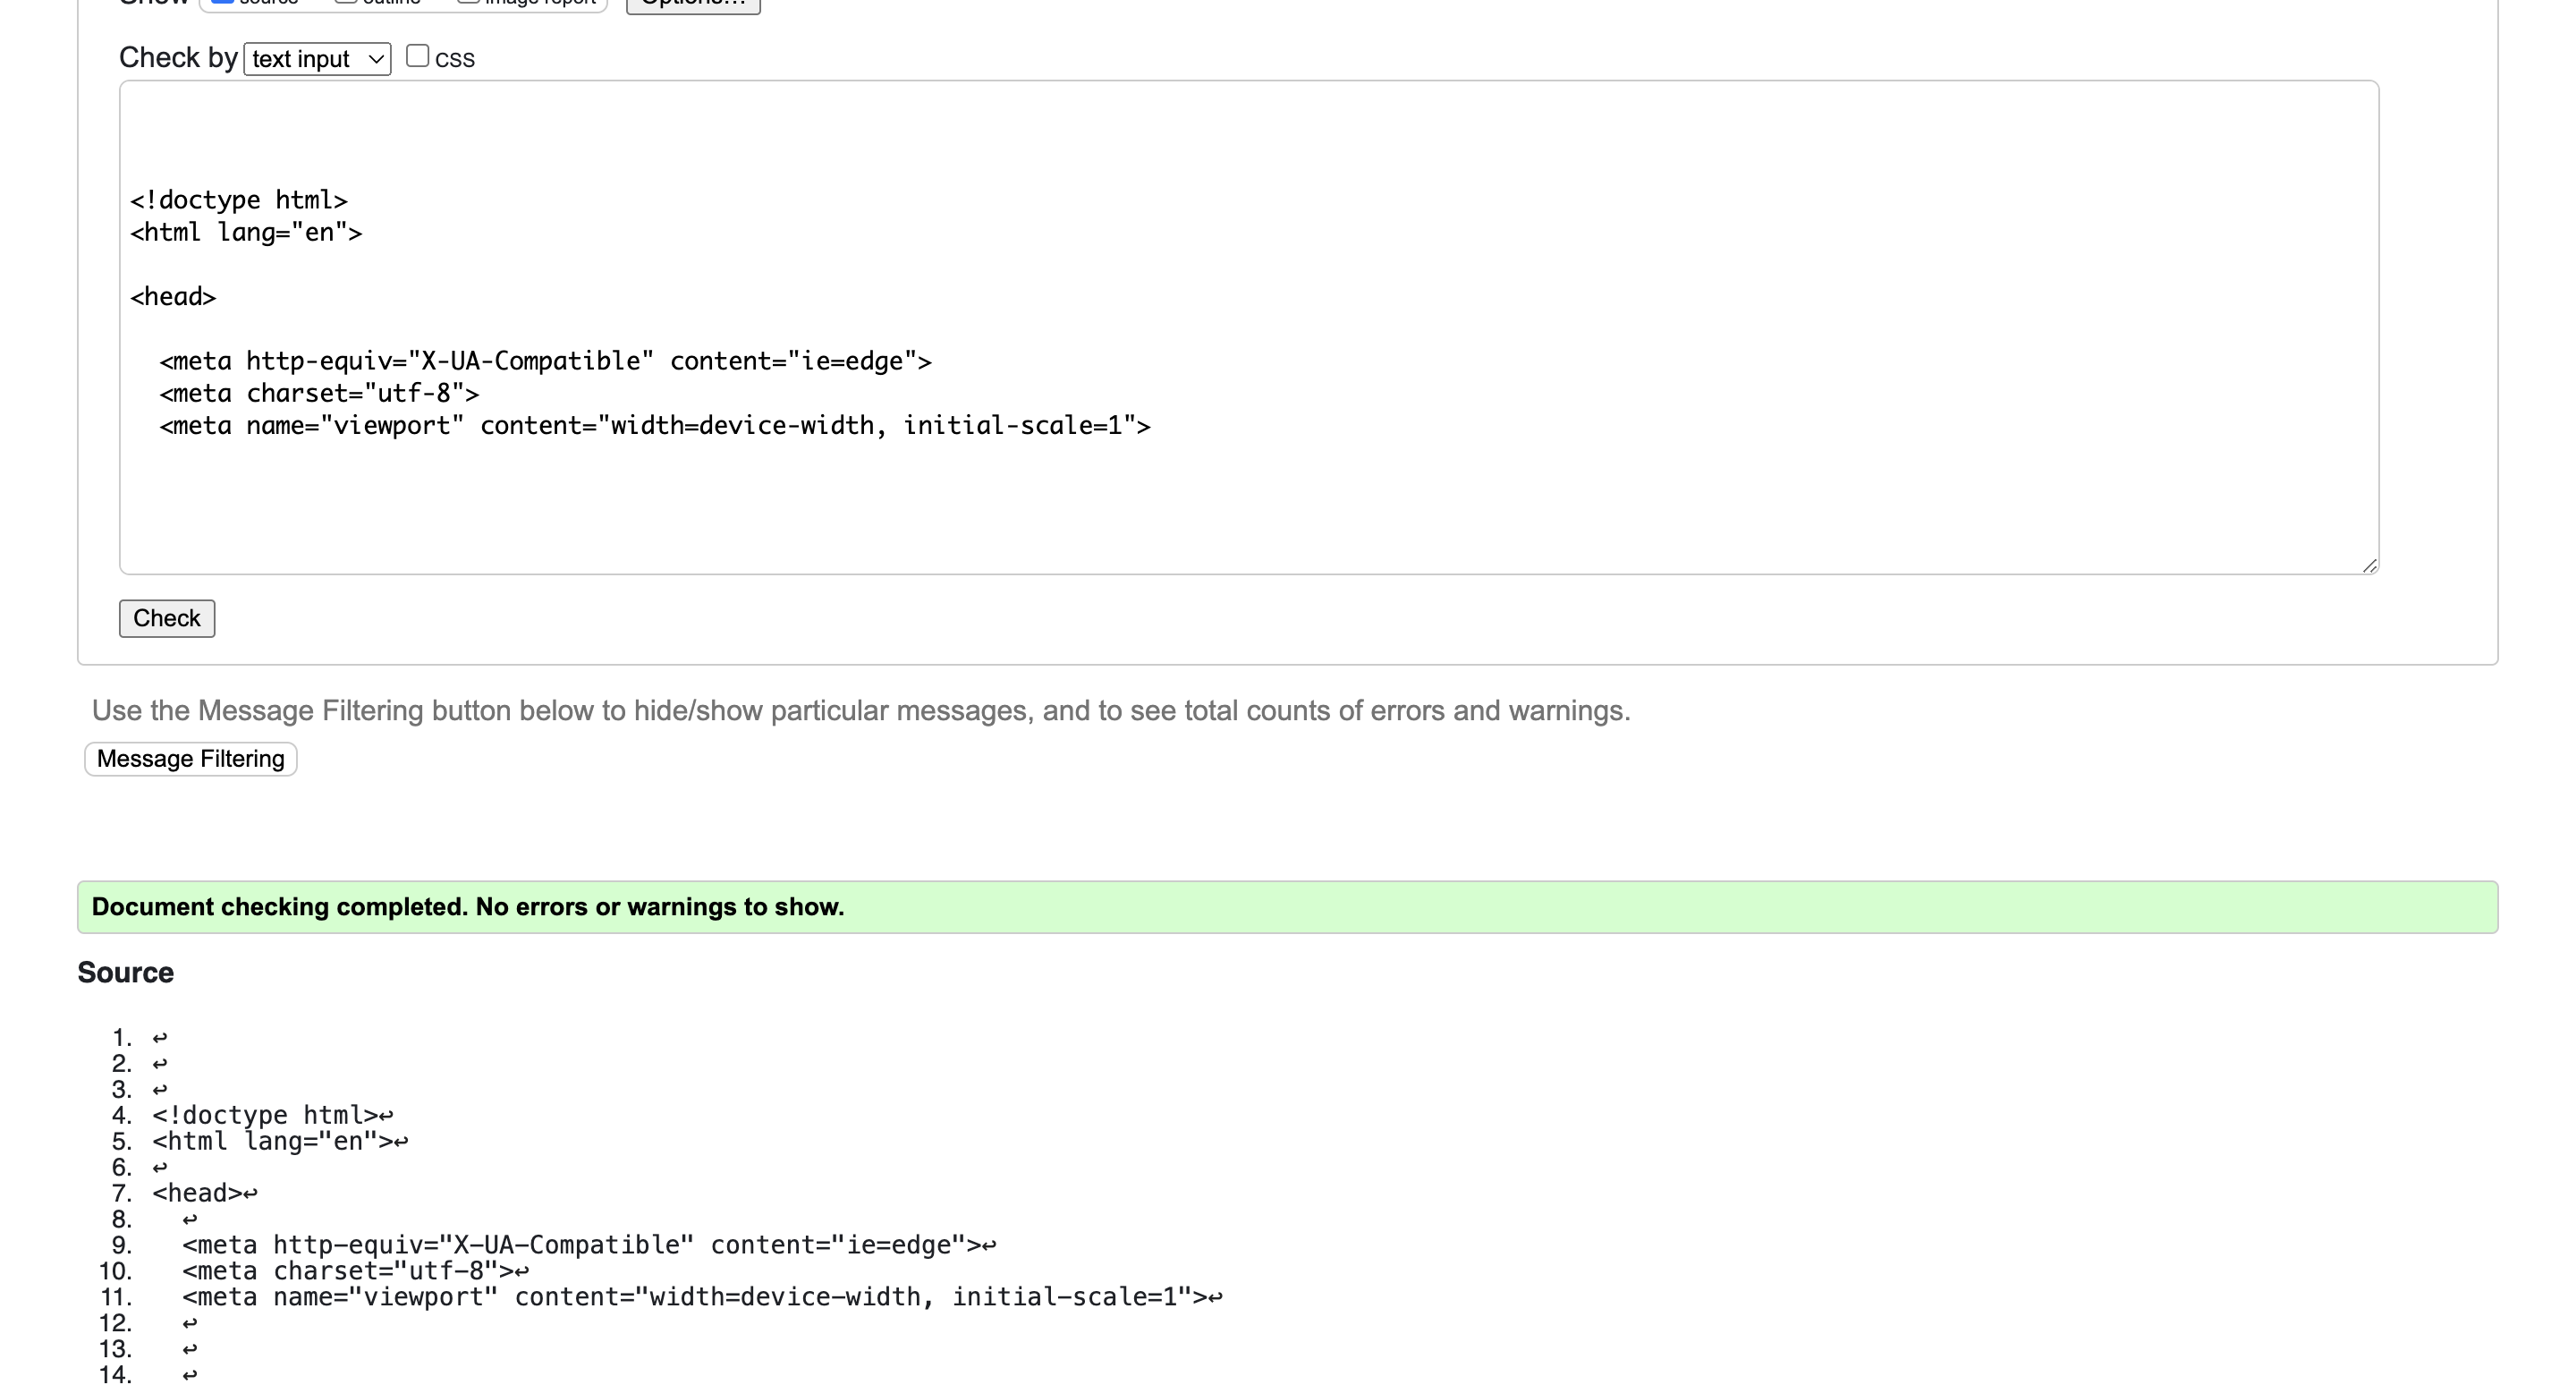 Show source outline image report Options...
Check by text input css
<!doctype html>
<html lang="en">
<head>
<meta http-equiv="X-UA-Compatible" content="ie=edge">
<meta charset="utf-8">
<meta name="viewport" content="width=device-width, initial-scale=1">
Check
Use the Message Filtering button below to hide/show particular messages, and to see total counts of errors and warnings.
Message Filtering
Document checking completed. No errors or warnings to show.
Source
1. ↩
2. ↩
3. ↩
4. <!doctype html>↩
5. <html lang="en">↩
6. ↩
7. <head>↩
8. ↩
9. <meta http-equiv="X-UA-Compatible" content="ie=edge">↩
10. <meta charset="utf-8">↩
11. <meta name="viewport" content="width=device-width, initial-scale=1">↩
12. ↩
13. ↩
14. ↩